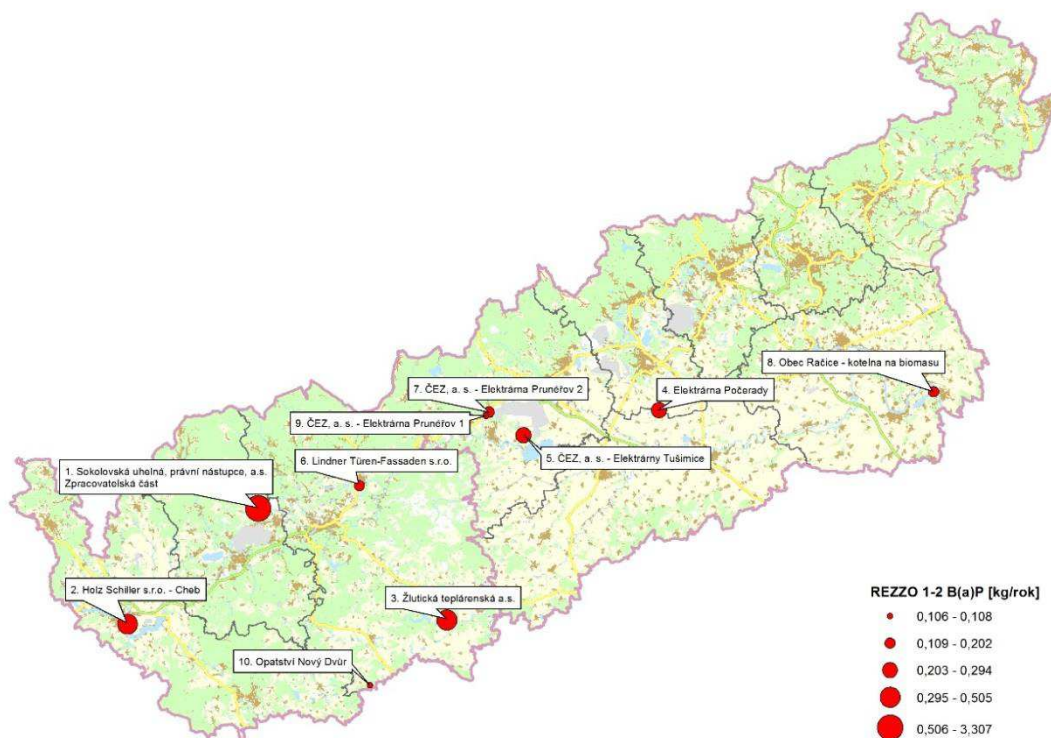 8. Obec Račice - kotelna na biomasu
7. ČEZ, a. s. - Elektrárna Prunéřov 2
4. Elektrárna Počerady
9. ČEZ, a. s. - Elektrárna Prunéřov 1
5. ČEZ, a. s. - Elektrárny Tušimice
6. Lindner Türen-Fassaden s.r.o.
1. Sokolovská uhelná, právní nástupce, a.s.
Zpracovatelská část
2. Holz Schiller s.r.o. - Cheb
3. Žlutická teplárenská a.s.
10. Opatství Nový Dvůr
REZZO 1-2 B(a)P [kg/rok]
0,106 - 0,108
0,109 - 0,202
0,203 - 0,294
0,295 - 0,505
0,506 - 3,307